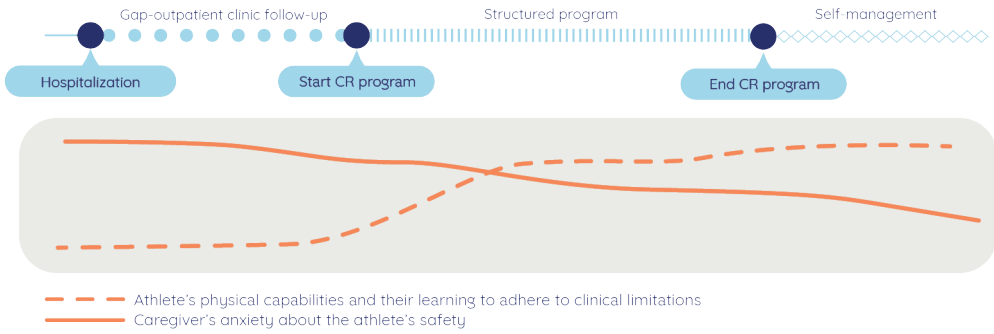 Gap-outpatient clinic follow-up
Structured program
Self-management
Hospitalization
Start CR program
End CR program
Athlete's physical capabilities and their learning to adhere to clinical limitations
Caregiver's anxiety about the athlete's safety